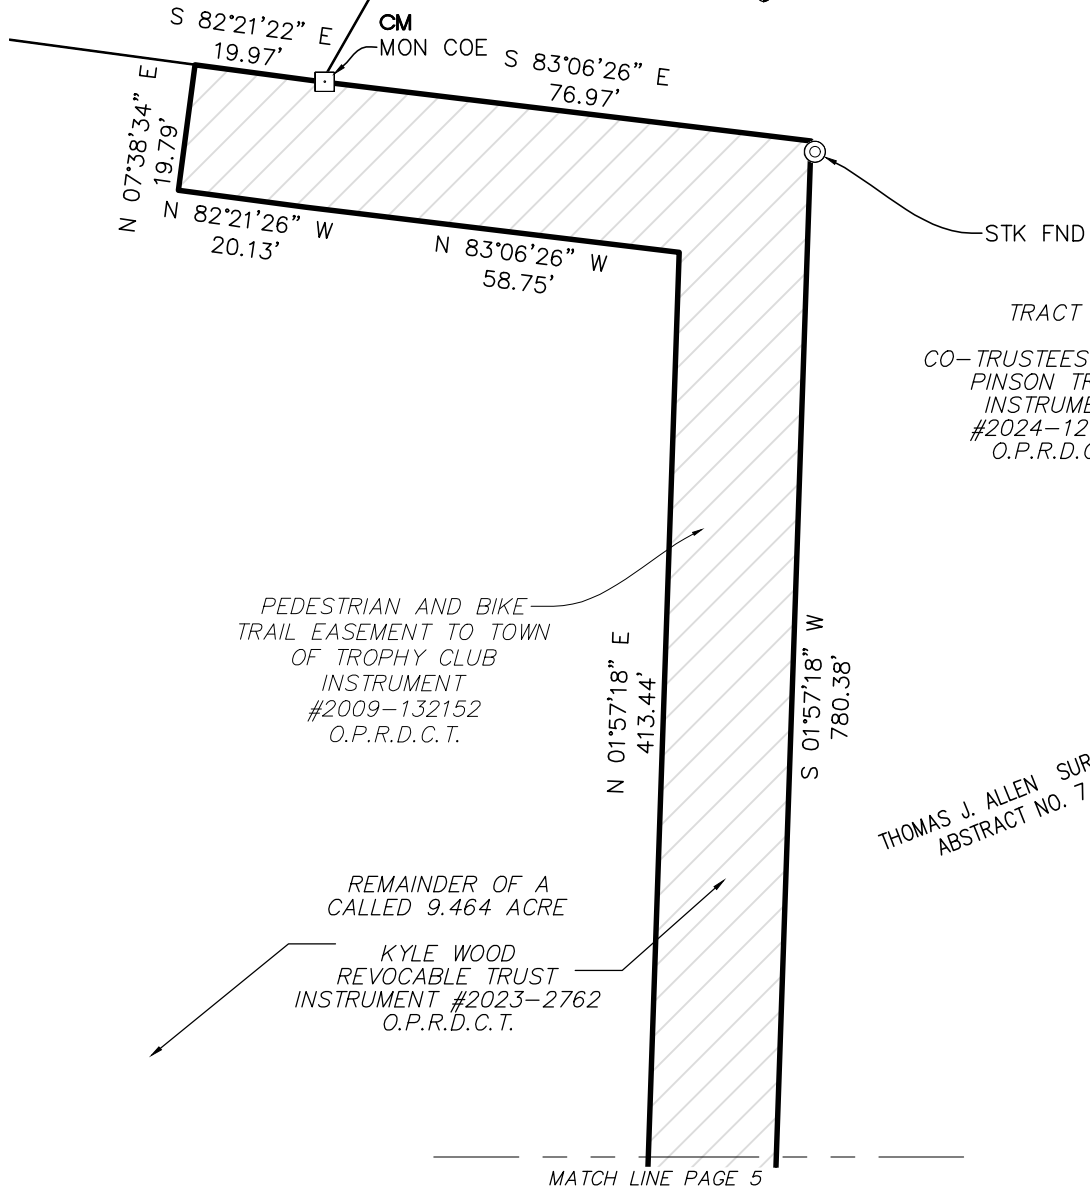 S 82°21'22" E
19.97'
CM
MON COE
S 83°06'26" E
76.97'
N 07°38'34" E
19.79'
N 82°21'26" W
20.13'
N 83°06'26" W
58.75'
STK FND
TRACT
CO-TRUSTEES
PINSON
#2024-12
PEDESTRIAN AND BIKE
TRAIL EASEMENT TO TOWN
OF TROPHY CLUB
INSTRUMENT
#2009-132152
O.P.R.D.C.T.
N 01°57'18" E
413.44'
S 01°57'18" W
780.38'
THOMAS J. ALLEN SUR
ABSTRACT NO. 7
REMAINDER OF A
CALLED 9.464 ACRE
KYLE WOOD
REVOCABLE TRUST
INSTRUMENT #2023-2762
O.P.R.D.C.T.
MATCH LINE PAGE 5